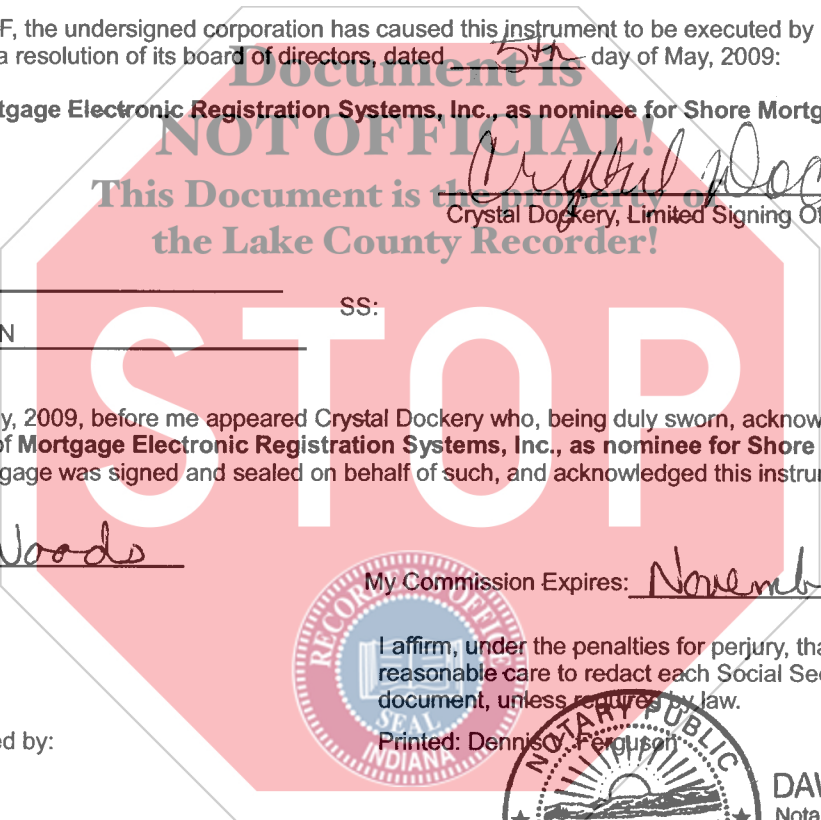 F, the undersigned corporation has caused this instrument to be executed by
a resolution of its board of directors, dated 5th day of May, 2009:
Document is
tgage Electronic Registration Systems, Inc., as nominee for Shore Mortg
NOT OFFICIAL!
Crystal Dockery
This Document is the property of
Crystal Dockery, Limited Signing Of
the Lake County Recorder!
SS:
N
STOP
y, 2009, before me appeared Crystal Dockery who, being duly sworn, acknow
of Mortgage Electronic Registration Systems, Inc., as nominee for Shore
gage was signed and sealed on behalf of such, and acknowledged this instru
Woods
My Commission Expires: Novemb
RECORDER'S OFFICE
SEAL
INDIANA
I affirm, under the penalties for perjury, tha
reasonable care to redact each Social Sec
document, unless required by law.
ed by:
Printed: Dennis V. Ferguson
NOTARY PUBLIC
DAW
Nota